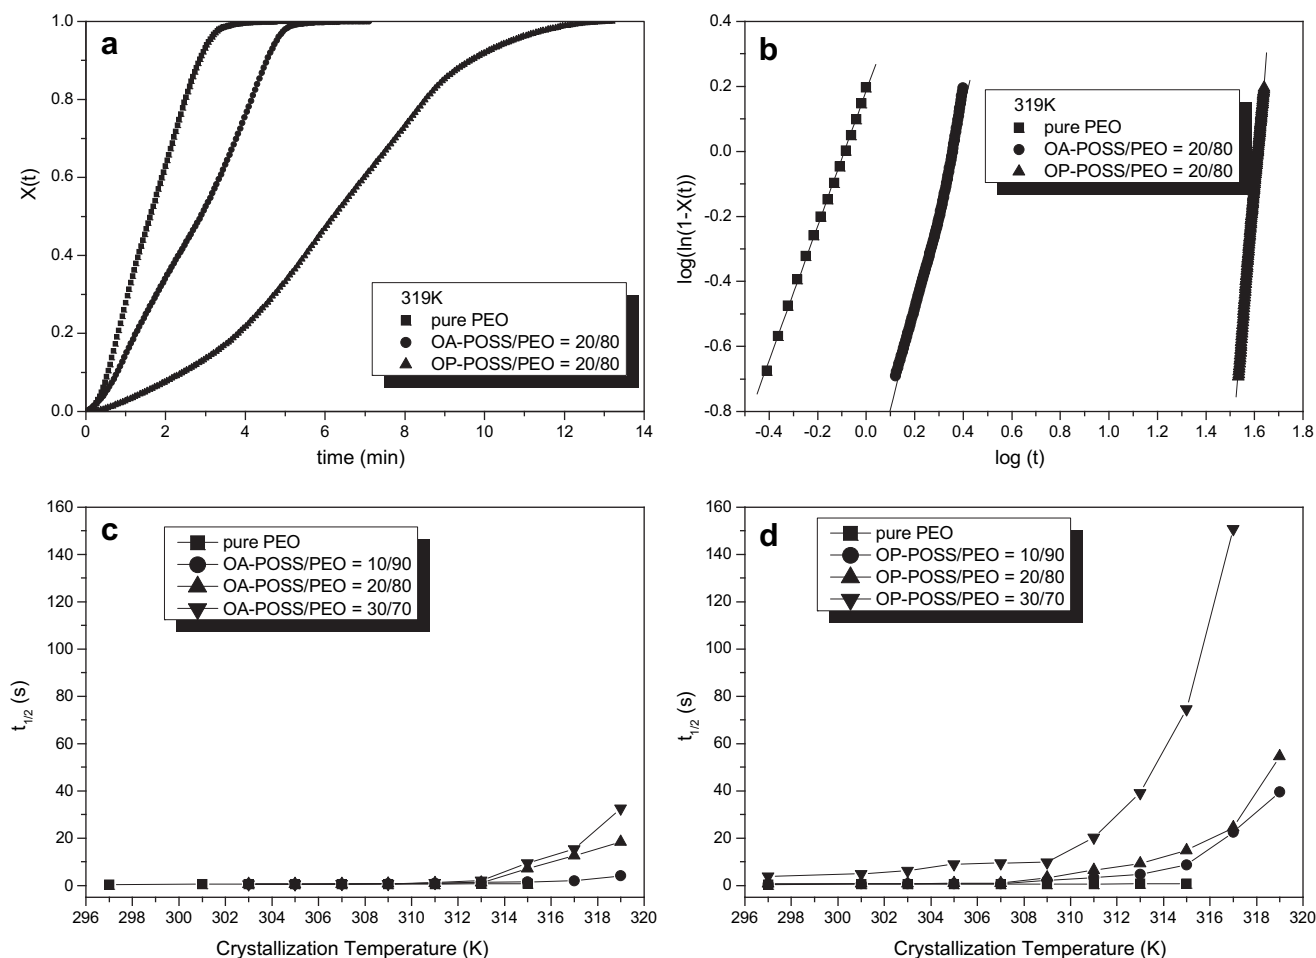 a
1.0
0.8
0.6
0.4
0.2
0.0
X(t)
319K
pure PEO
OA-POSS/PEO = 20/80
OP-POSS/PEO = 20/80
0 2 4 6 8 10 12 14
time (min)
b
0.4
0.2
0.0
-0.2
-0.4
-0.6
-0.8
log(ln(1-X(t))
319K
pure PEO
OA-POSS/PEO = 20/80
OP-POSS/PEO = 20/80
-0.4 -0.2 0.0 0.2 0.4 0.6 0.8 1.0 1.2 1.4 1.6 1.8
log (t)
c
160
140
120
100
80
60
40
20
0
t1/2 (s)
pure PEO
OA-POSS/PEO = 10/90
OA-POSS/PEO = 20/80
OA-POSS/PEO = 30/70
296 298 300 302 304 306 308 310 312 314 316 318 320
Crystallization Temperature (K)
d
160
140
120
100
80
60
40
20
0
t1/2 (s)
pure PEO
OP-POSS/PEO = 10/90
OP-POSS/PEO = 20/80
OP-POSS/PEO = 30/70
296 298 300 302 304 306 308 310 312 314 316 318 320
Crystallization Temperature (K)